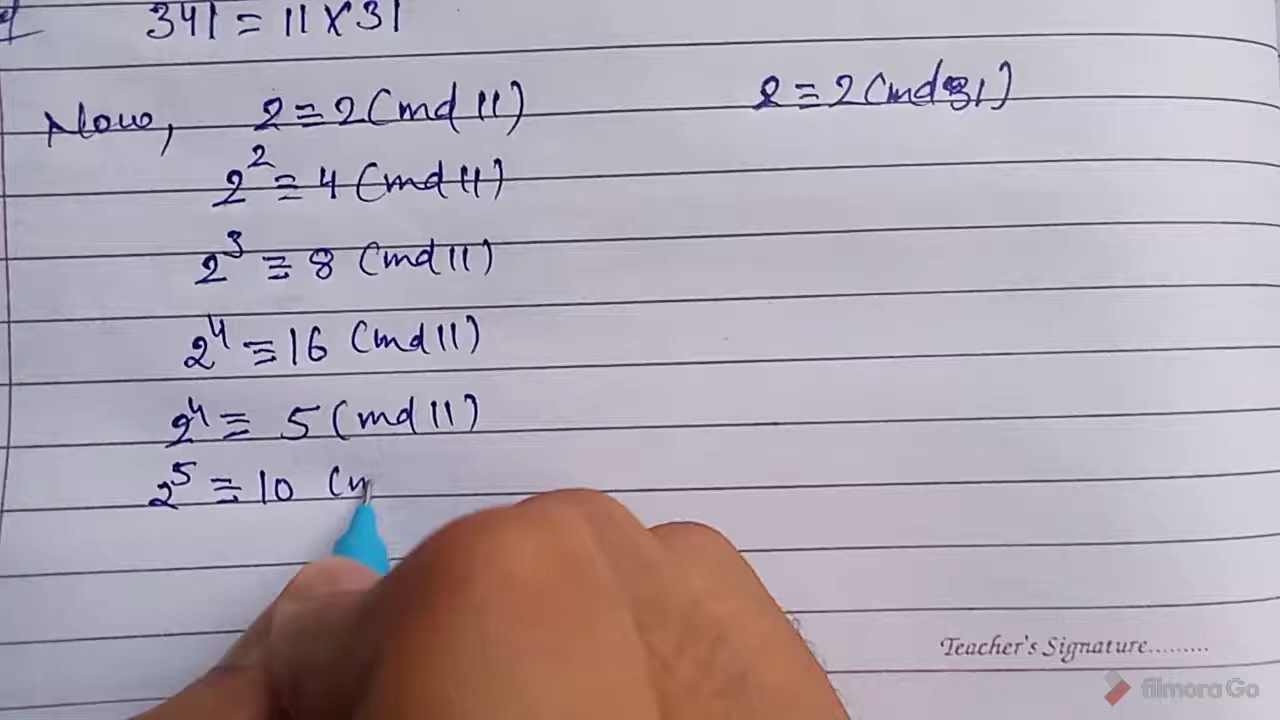 341 = 11 × 31
Now, 2 ≡ 2 (md 11) 2 ≡ 2 (md 31)
2² ≡ 4 (md 11)
2³ ≡ 8 (md 11)
2⁴ ≡ 16 (md 11)
2⁴ ≡ 5 (md 11)
2⁵ ≡ 10 (
Teacher's Signature.........
filmora Go